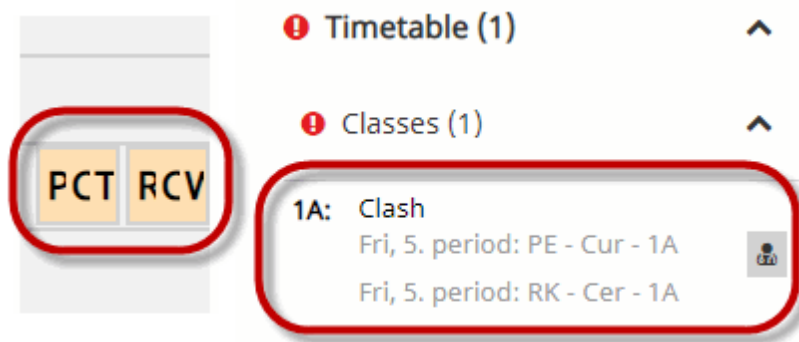 PCT RCV
Timetable (1)
Classes (1)
1A: Clash
Fri, 5. period: PE - Cur - 1A
Fri, 5. period: RK - Cer - 1A